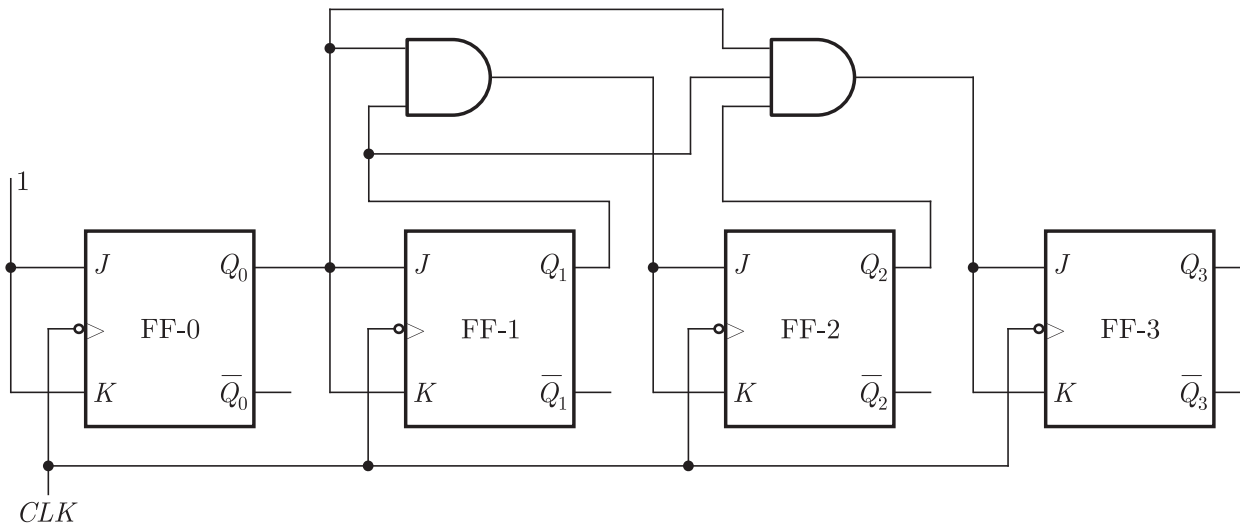 1
J Q₀ J Q₁ J Q₂ J Q₃
FF-0 FF-1 FF-2 FF-3
K Q̅₀ K Q̅₁ K Q̅₂ K Q̅₃
CLK